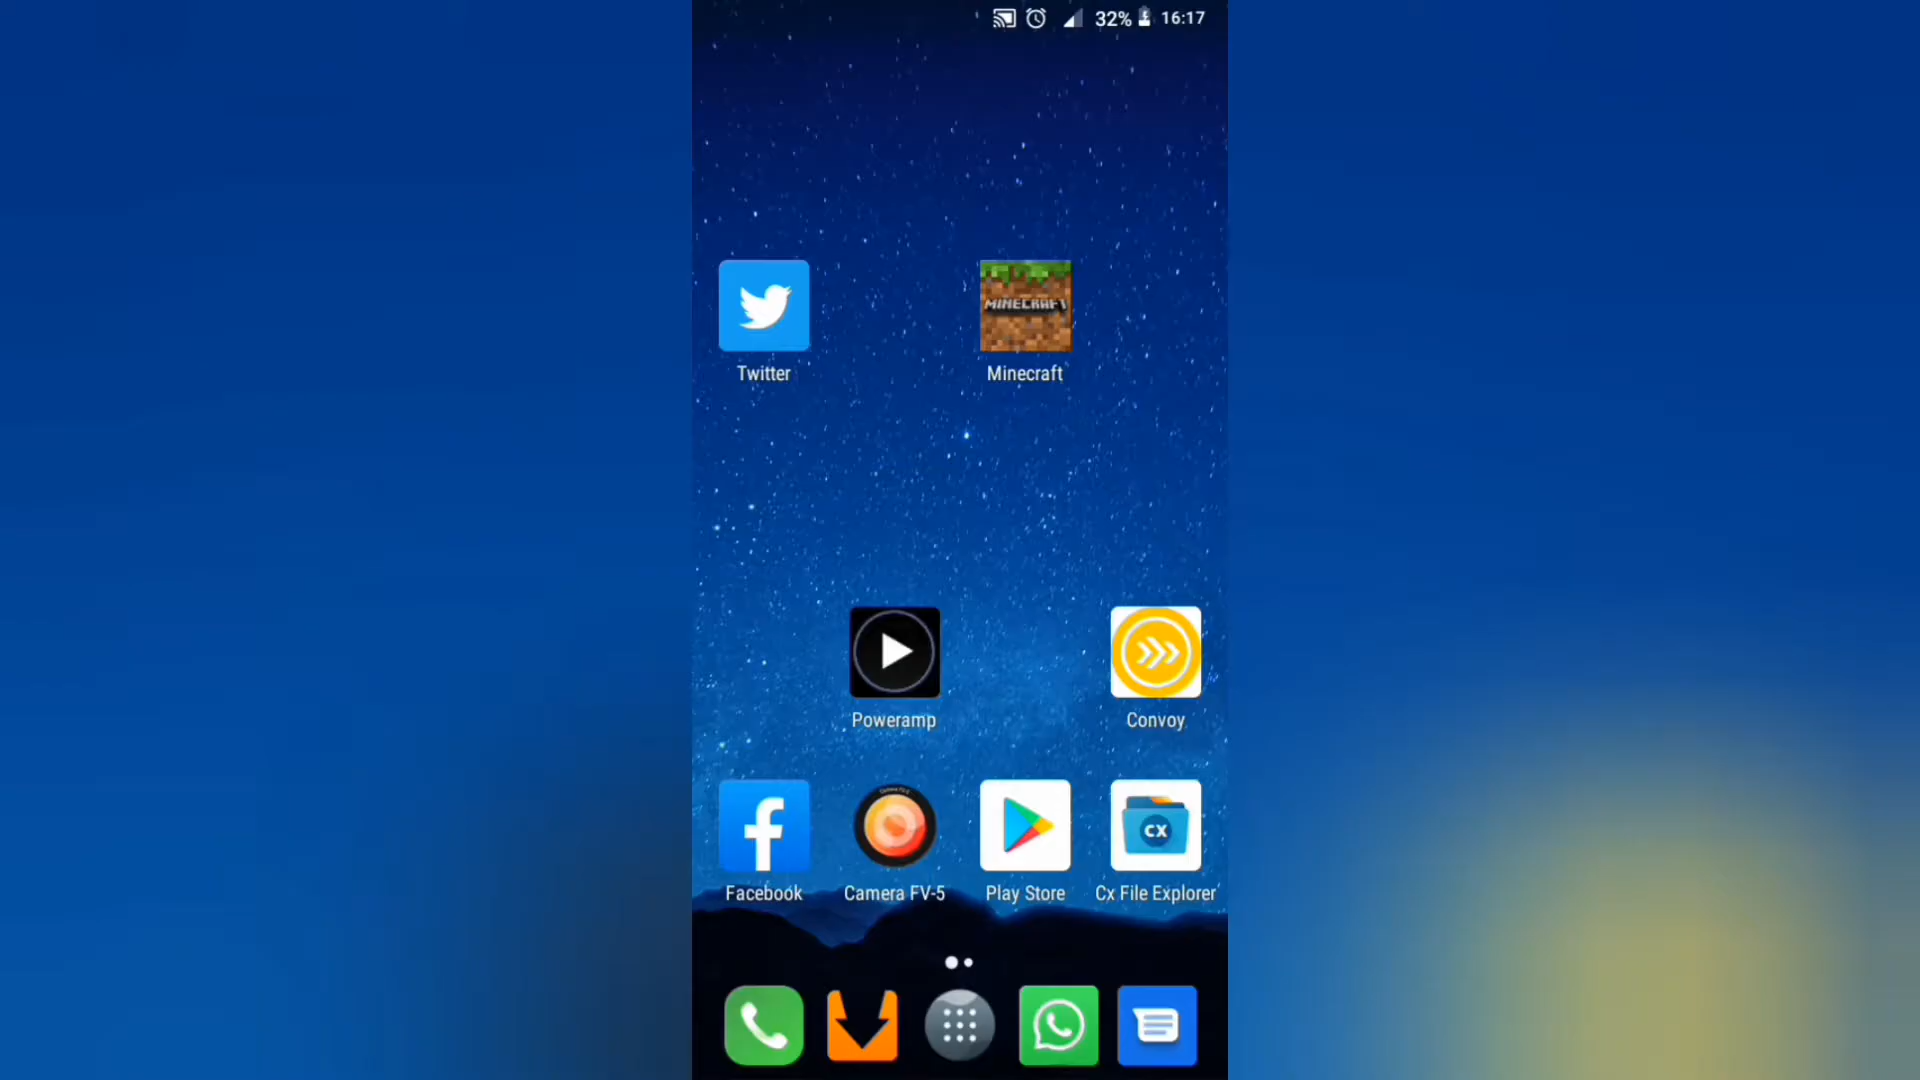 32% 16:17
MINECRAFT
Twitter
Minecraft
Poweramp
Convoy
CX
Facebook
Camera FV-5
Play Store
Cx File Explorer